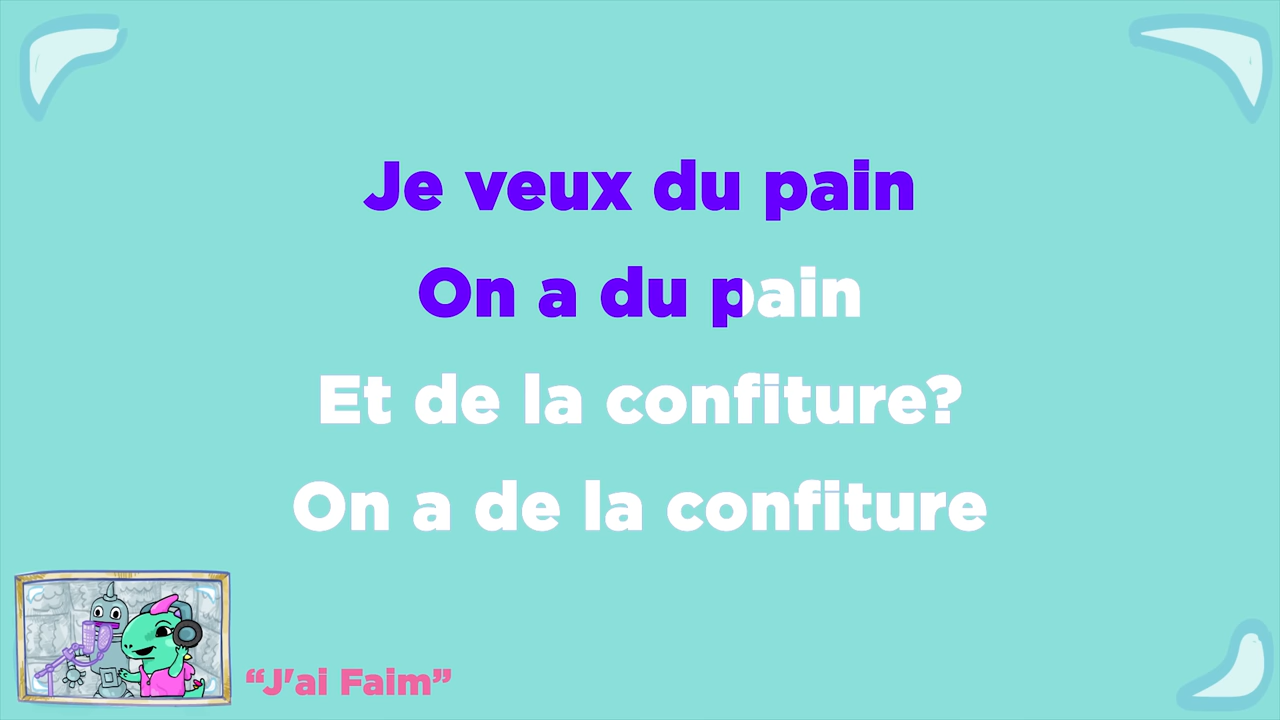 Je veux du pain
On a du pain
Et de la confiture?
On a de la confiture
“J'ai Faim”